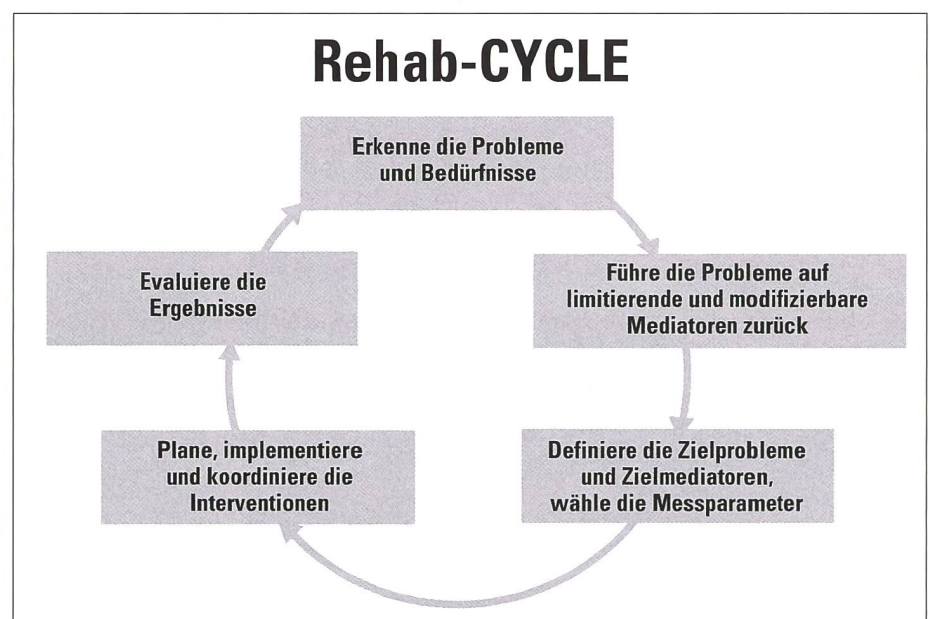 Rehab-CYCLE
Erkenne die Probleme
und Bedürfnisse
Führe die Probleme auf
limitierende und modifizierbare
Mediatoren zurück
Definiere die Zielprobleme
und Zielmediatoren,
wähle die Messparameter
Plane, implementiere
und koordiniere die
Interventionen
Evaluiere die
Ergebnisse